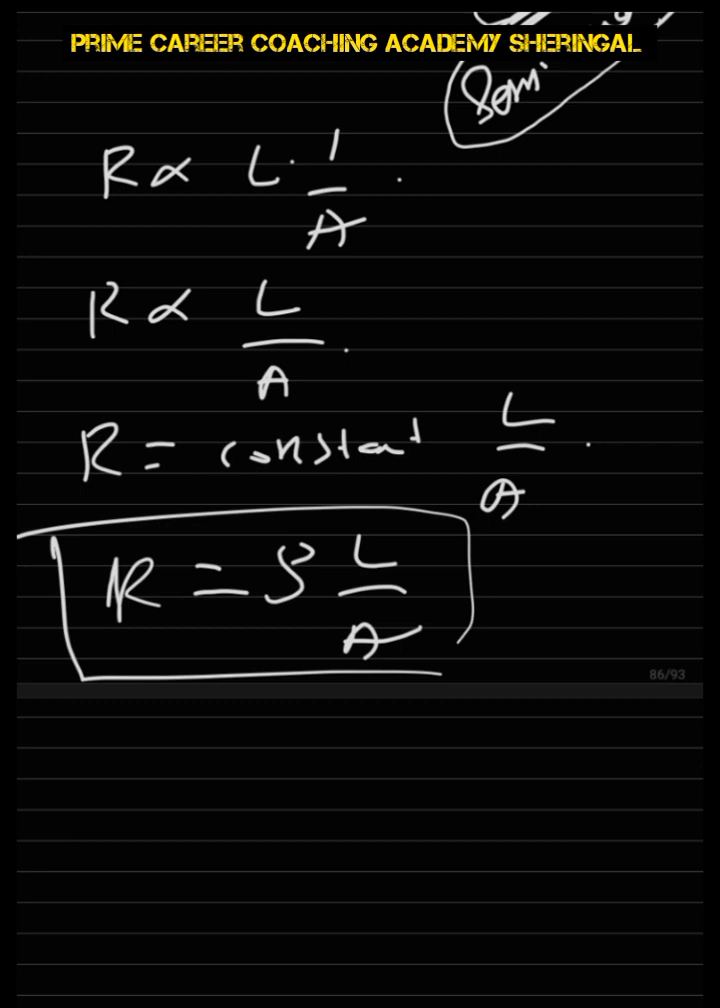 PRIME CAREER COACHING ACADEMY SHERINGAL
R ∝ L · 1/A .
R ∝ L/A .
R = constant L/A .
R = ρ L/A
86/93